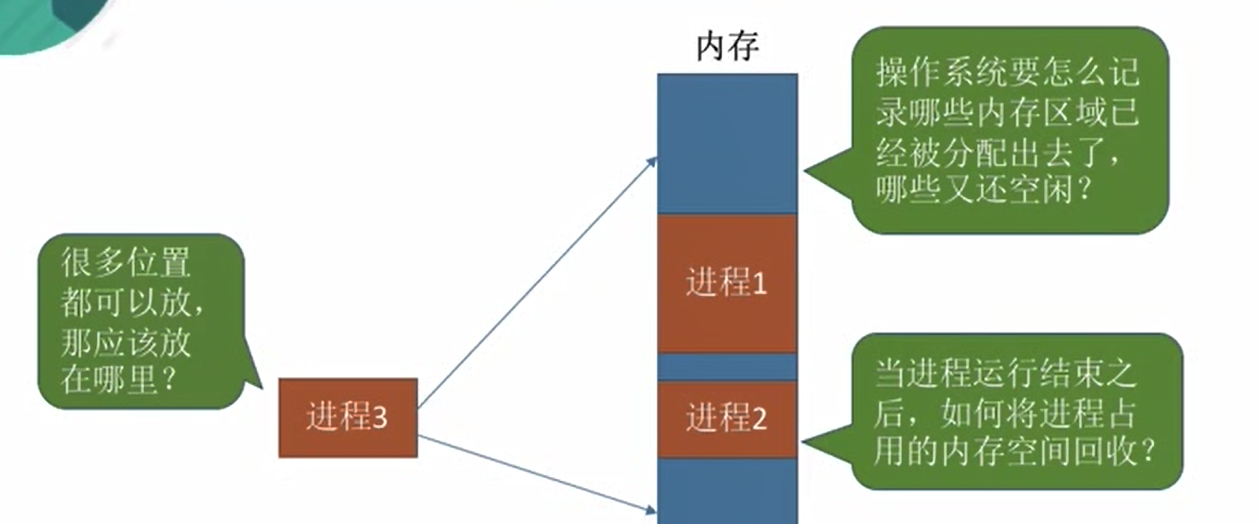 内存
操作系统要怎么记
录哪些内存区域已
经被分配出去了，
哪些又还空闲？
很多位置
都可以放，
那应该放
在哪里？
进程1
进程3
进程2
当进程运行结束之
后，如何将进程占
用的内存空间回收？